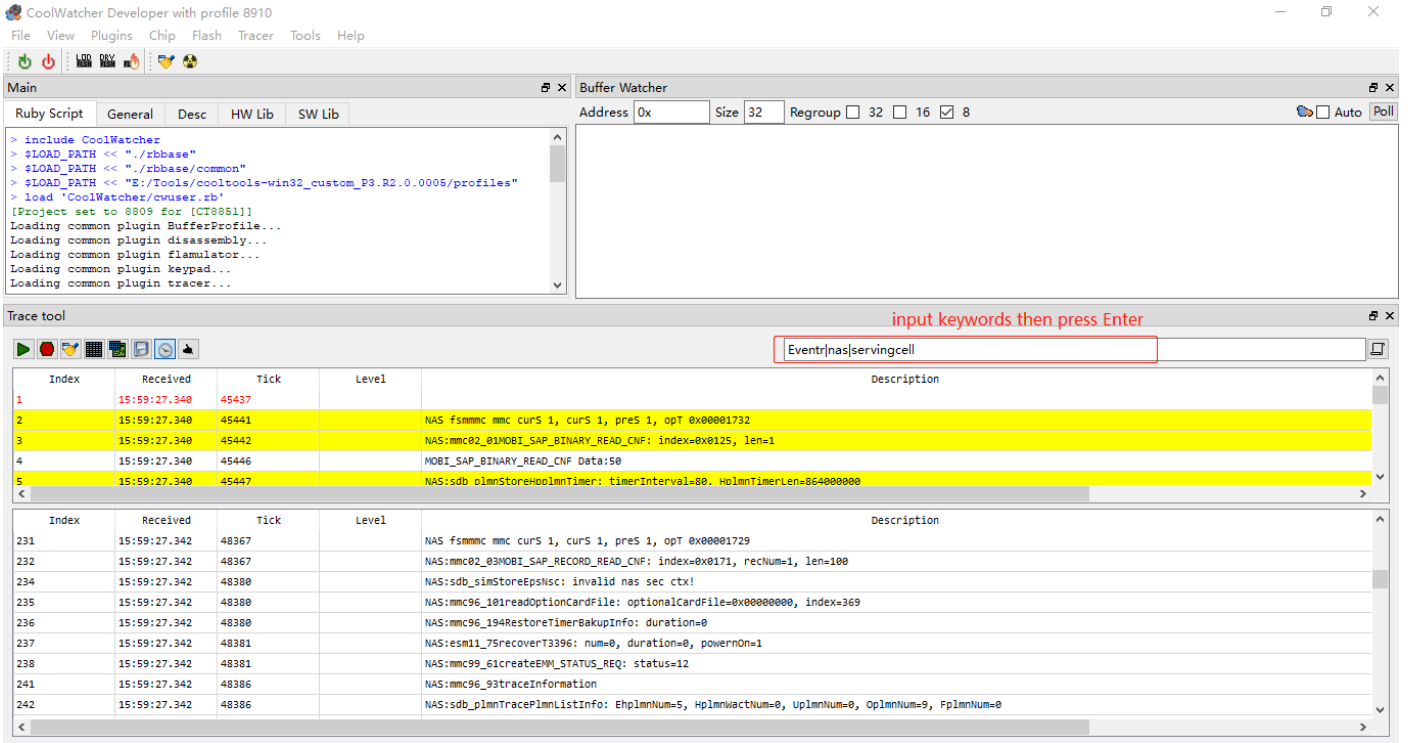 CoolWatcher Developer with profile 8910
File View Plugins Chip Flash Tracer Tools Help
Main
Buffer Watcher
Ruby Script General Desc HW Lib SW Lib
Address 0x Size 32 Regroup 32 16 8 Auto Poll
> include CoolWatcher
> $LOAD_PATH << "./rbbase"
> $LOAD_PATH << "./rbbase/common"
> $LOAD_PATH << "E:/Tools/cooltools-win32_custom_P3.R2.0.0005/profiles"
> load 'CoolWatcher/cwuser.rb'
[Project set to 8809 for [CT8851]]
Loading common plugin BufferProfile...
Loading common plugin disassembly...
Loading common plugin flamulator...
Loading common plugin keypad...
Loading common plugin tracer...
Trace tool
input keywords then press Enter
Eventr|nas|servingcell
Index Received Tick Level Description
1 15:59:27.340 45437
2 15:59:27.340 45441 NAS fsmmmc mmc curS 1, curS 1, preS 1, opT 0x00001732
3 15:59:27.340 45442 NAS:mmc02_01MOBI_SAP_BINARY_READ_CNF: index=0x0125, len=1
4 15:59:27.340 45446 MOBI_SAP_BINARY_READ_CNF Data:50
5 15:59:27.340 45447 NAS:sdb_plmnStoreHpplmnTimer: timerInterval=80, HplmnTimerLen=864000000
Index Received Tick Level Description
231 15:59:27.342 48367 NAS fsmmmc mmc curS 1, curS 1, preS 1, opT 0x00001729
232 15:59:27.342 48367 NAS:mmc02_03MOBI_SAP_RECORD_READ_CNF: index=0x0171, recNum=1, len=100
234 15:59:27.342 48380 NAS:sdb_simStoreEpsNsc: invalid nas sec ctx!
235 15:59:27.342 48380 NAS:mmc96_101readOptionCardFile: optionalCardFile=0x00000000, index=369
236 15:59:27.342 48380 NAS:mmc96_194RestoreTimerBakupInfo: duration=0
237 15:59:27.342 48381 NAS:esm11_75recoverT3396: num=0, duration=0, powerOn=1
238 15:59:27.342 48381 NAS:mmc99_61createEMM_STATUS_REQ: status=12
241 15:59:27.342 48386 NAS:mmc96_93traceInformation
242 15:59:27.342 48386 NAS:sdb_plmnTracePlmnListInfo: EhplmnNum=5, HplmnWactNum=0, UplmnNum=0, OplmnNum=9, FplmnNum=0